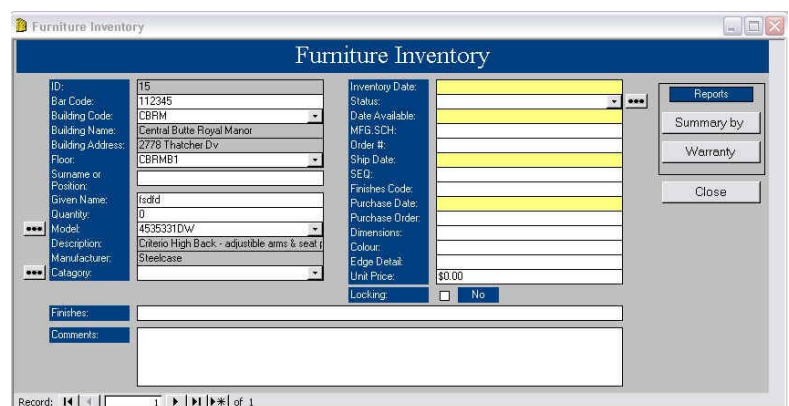 Furniture Inventory
Furniture Inventory
ID: 15
Bar Code: 112345
Building Code: CBRM
Building Name: Central Butte Royal Manor
Building Address: 2778 Thatcher Dv
Floor: CBRMB1
Surname or
Position:
Given Name: fsdfd
Quantity: 0
Model: 4535331DW
Description: Criterio High Back - adjustible arms & seat
Manufacturer: Steelcase
Catagory:
Inventory Date:
Status:
Date Available:
MFG.SCH:
Order #:
Ship Date:
SEQ:
Finishes Code:
Purchase Date:
Purchase Order:
Dimensions:
Colour:
Edge Detail:
Unit Price: $0.00
Locking: No
Reports
Summary by
Warranty
Close
Finishes:
Comments:
Record: 1 of 1